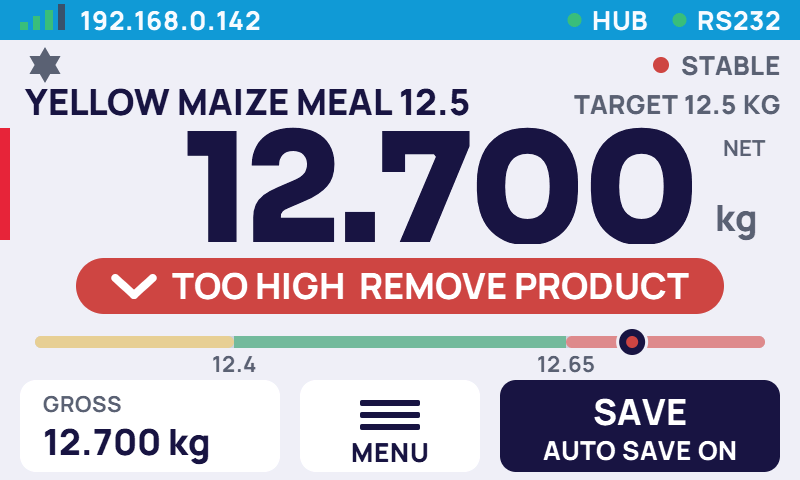 192.168.0.142 HUB RS232
STABLE
YELLOW MAIZE MEAL 12.5 TARGET 12.5 KG
12.700 NET kg
TOO HIGH REMOVE PRODUCT
12.4 12.65
GROSS
12.700 kg
MENU
SAVE
AUTO SAVE ON